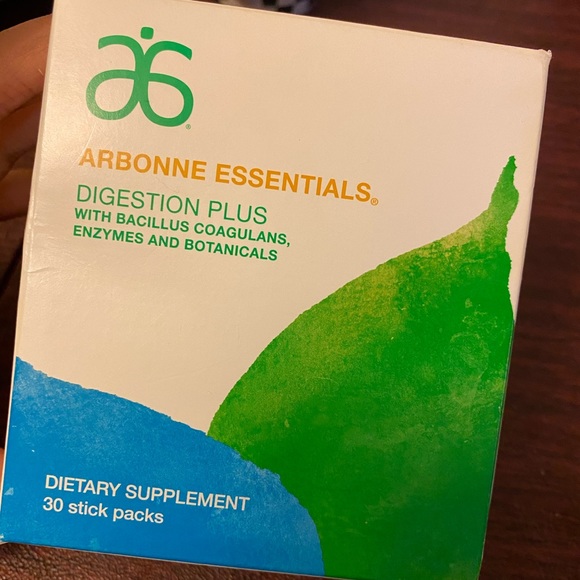 ARBONNE ESSENTIALS®
DIGESTION PLUS
WITH BACILLUS COAGULANS,
ENZYMES AND BOTANICALS
DIETARY SUPPLEMENT
30 stick packs